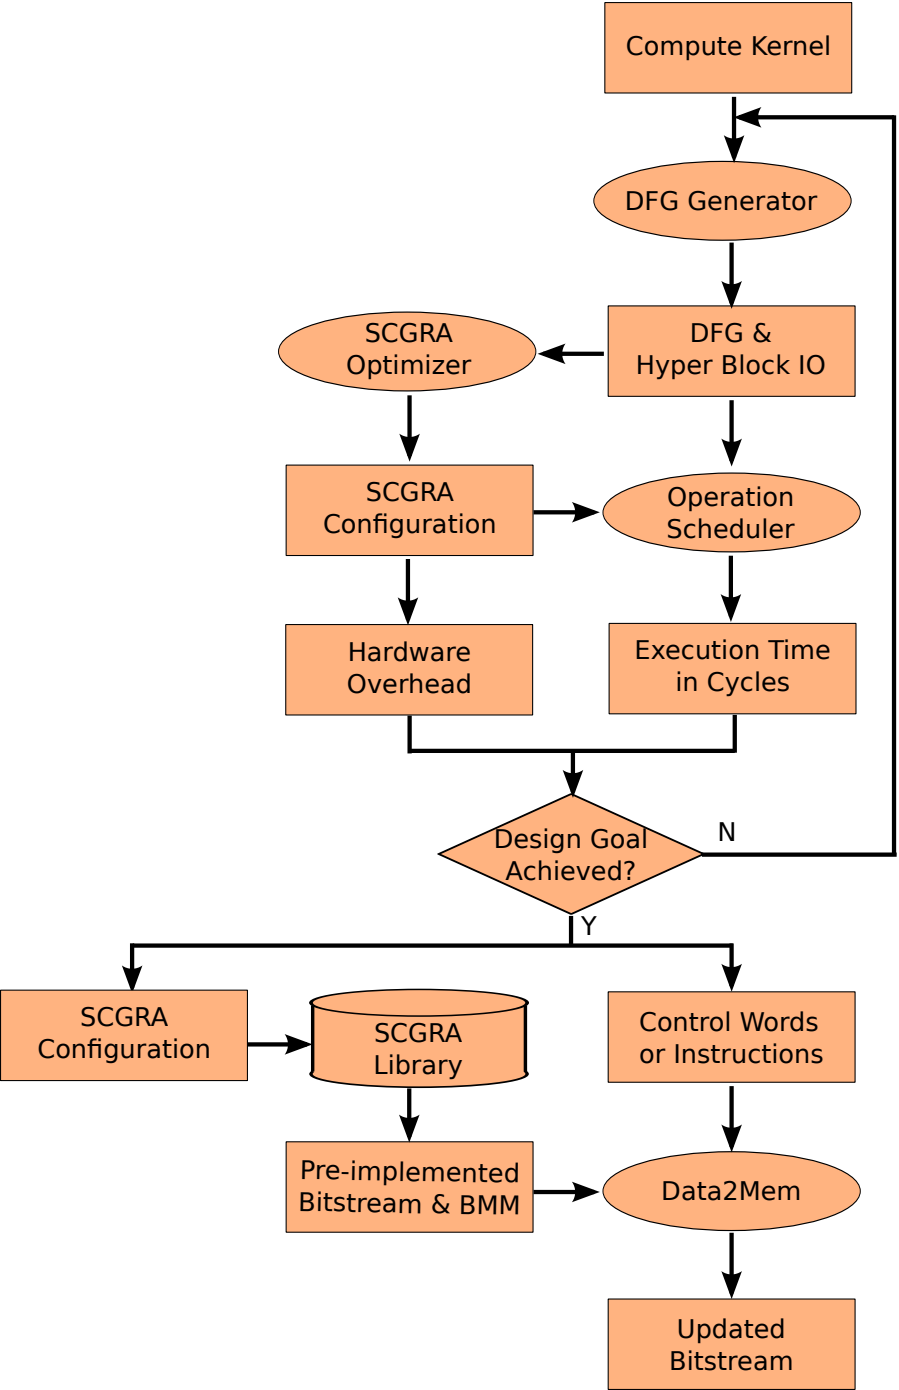 Compute Kernel
DFG Generator
DFG &
Hyper Block IO
SCGRA
Optimizer
SCGRA
Configuration
Operation
Scheduler
Hardware
Overhead
Execution Time
in Cycles
Design Goal
Achieved?
N
Y
SCGRA
Configuration
SCGRA
Library
Control Words
or Instructions
Pre-implemented
Bitstream & BMM
Data2Mem
Updated
Bitstream